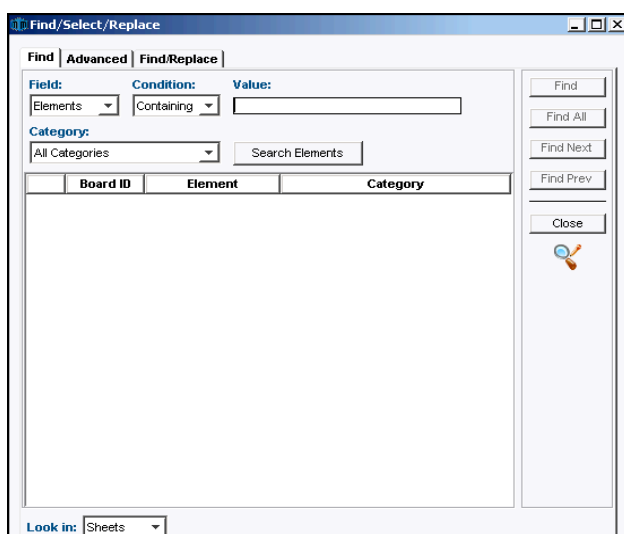 Find/Select/Replace
Find Advanced Find/Replace
Field: Condition: Value:
Elements Containing
Category:
All Categories Search Elements
Board ID Element Category
Find
Find All
Find Next
Find Prev
Close
Look in: Sheets